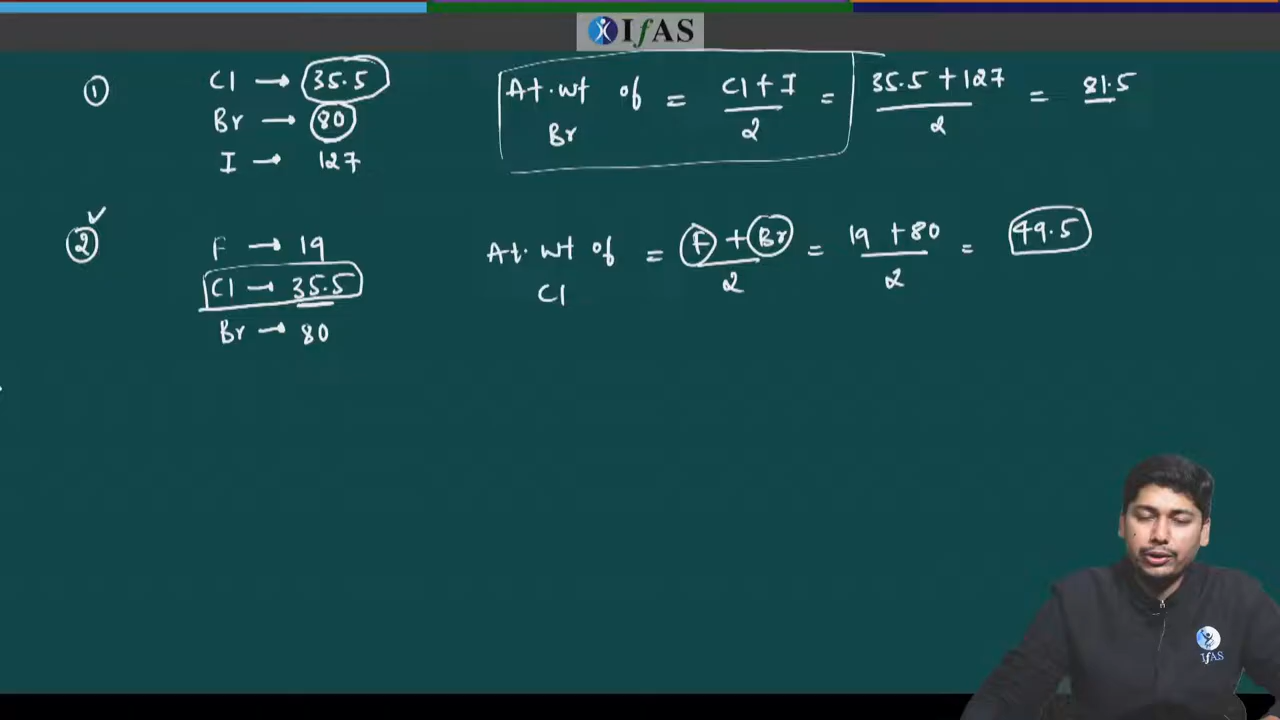 IfAS
① Cl → 35.5
Br → 80
I → 127
At. wt of Br = Cl + I / 2 = 35.5 + 127 / 2 = 81.5
② F → 19
Cl → 35.5
Br → 80
At. wt of Cl = F + Br / 2 = 19 + 80 / 2 = 49.5
IfAS